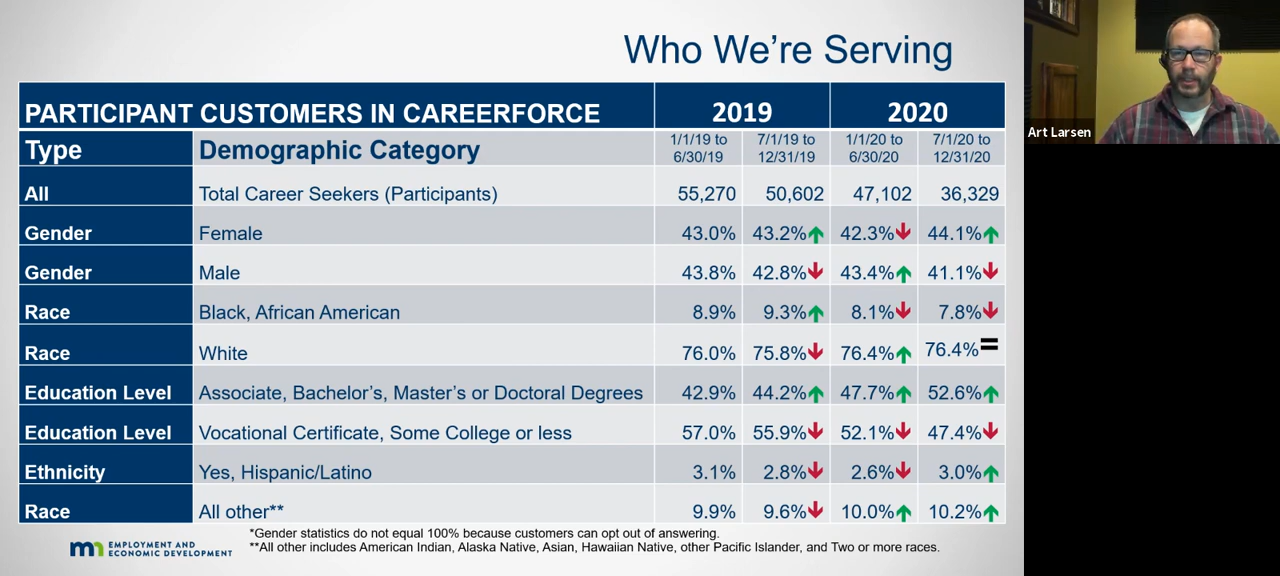 Who We're Serving
PARTICIPANT CUSTOMERS IN CAREERFORCE 2019 2020
Type Demographic Category 1/1/19 to 6/30/19 7/1/19 to 12/31/19 1/1/20 to 6/30/20 7/1/20 to 12/31/20
All Total Career Seekers (Participants) 55,270 50,602 47,102 36,329
Gender Female 43.0% 43.2% 42.3% 44.1%
Gender Male 43.8% 42.8% 43.4% 41.1%
Race Black, African American 8.9% 9.3% 8.1% 7.8%
Race White 76.0% 75.8% 76.4% 76.4% =
Education Level Associate, Bachelor's, Master's or Doctoral Degrees 42.9% 44.2% 47.7% 52.6%
Education Level Vocational Certificate, Some College or less 57.0% 55.9% 52.1% 47.4%
Ethnicity Yes, Hispanic/Latino 3.1% 2.8% 2.6% 3.0%
Race All other** 9.9% 9.6% 10.0% 10.2%
*Gender statistics do not equal 100% because customers can opt out of answering.
**All other includes American Indian, Alaska Native, Asian, Hawaiian Native, other Pacific Islander, and Two or more races.
mn EMPLOYMENT AND
ECONOMIC DEVELOPMENT
Art Larsen